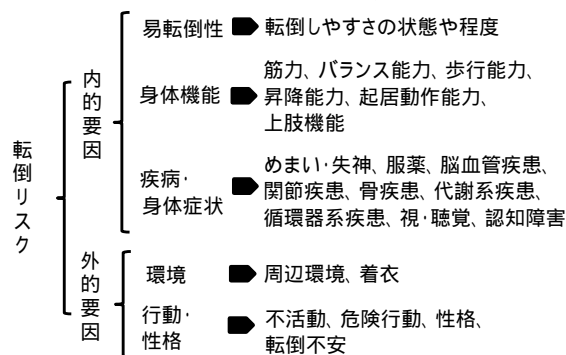 転倒リスク
内的要因
易転倒性
転倒しやすさの状態や程度
身体機能
筋力、バランス能力、歩行能力、
昇降能力、起居動作能力、
上肢機能
疾病・
身体症状
めまい・失神、服薬、脳血管疾患、
関節疾患、骨疾患、代謝系疾患、
循環器系疾患、視・聴覚、認知障害
外的要因
環境
周辺環境、着衣
行動・
性格
不活動、危険行動、性格、
転倒不安